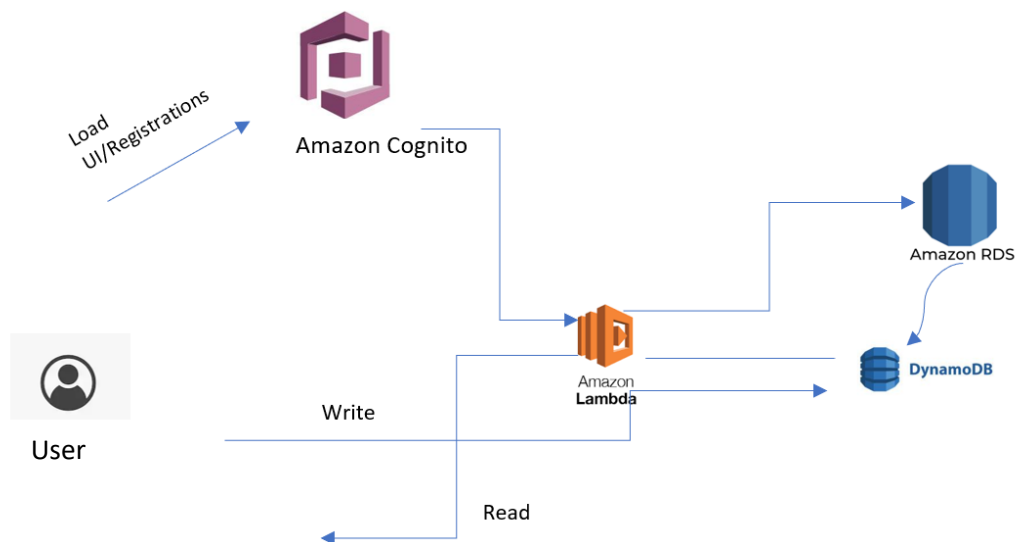 Load
UI/Registrations
Amazon Cognito
Amazon RDS
Amazon
Lambda
DynamoDB
Write
User
Read